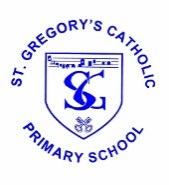 ST. GREGORY'S CATHOLIC
SG
PRIMARY SCHOOL